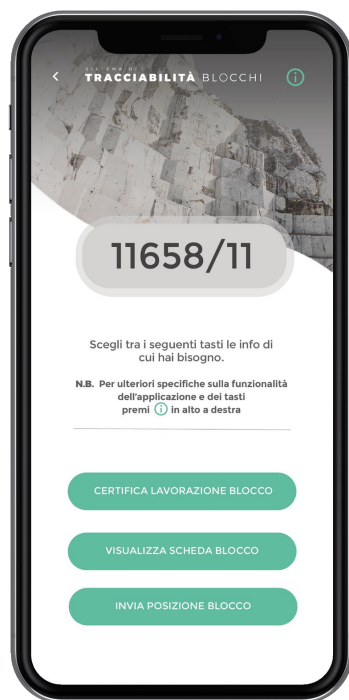 SISTEMA DI
TRACCIABILITÀ BLOCCHI
11658/11
Scegli tra i seguenti tasti le info di
cui hai bisogno.
N.B. Per ulteriori specifiche sulla funzionalità
dell'applicazione e dei tasti
premi i in alto a destra
CERTIFICA LAVORAZIONE BLOCCO
VISUALIZZA SCHEDA BLOCCO
INVIA POSIZIONE BLOCCO